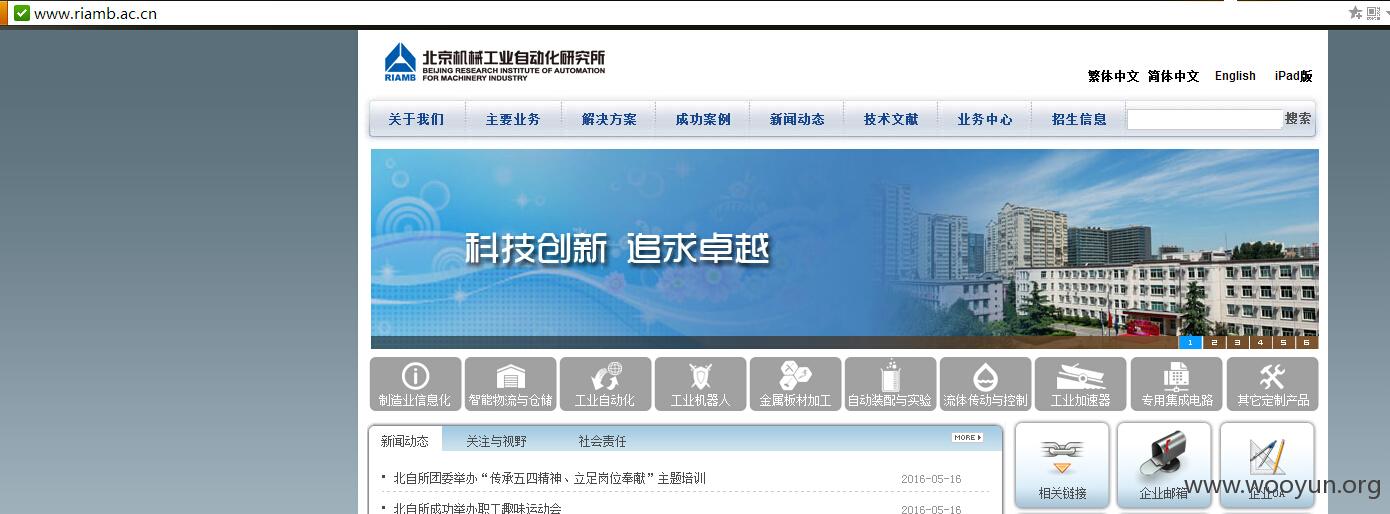 www.riamb.ac.cn
北京机械工业自动化研究所
BEIJING RESEARCH INSTITUTE OF AUTOMATION
FOR MACHINERY INDUSTRY
RIAMB
繁体中文 简体中文 English iPad版
关于我们 主要业务 解决方案 成功案例 新闻动态 技术文献 业务中心 招生信息 搜索
科技创新 追求卓越
1 2 3 4 5 6
制造业信息化 智能物流与仓储 工业自动化 工业机器人 金属板材加工 自动装配与实验 流体传动与控制 工业加速器 专用集成电路 其它定制产品
新闻动态 关注与视野 社会责任 MORE
北自所团委举办“传承五四精神、立足岗位奉献”主题培训 2016-05-16
北自所成功举办职工趣味运动会 2016-05-16
相关链接 企业邮箱 企业OA
www.wooyun.org